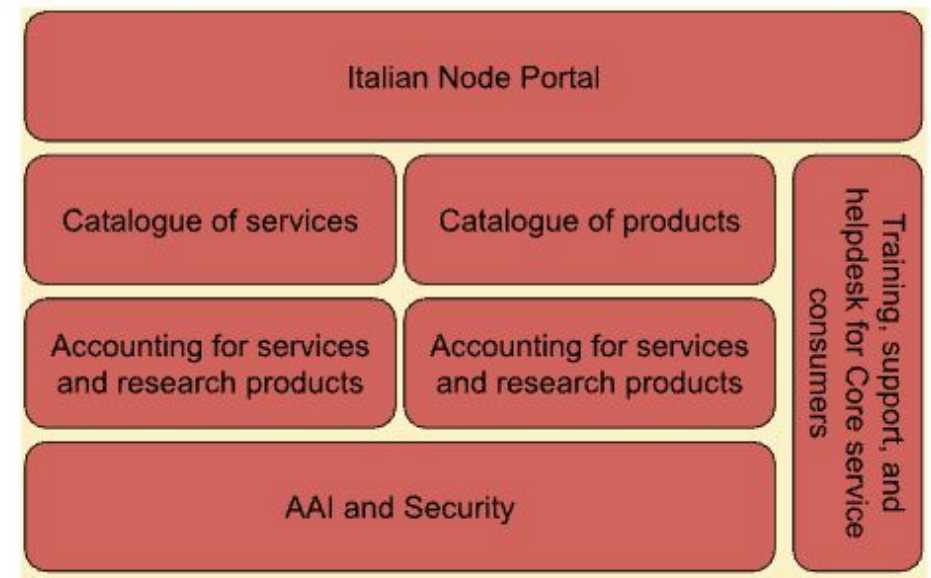 Italian Node Portal
Catalogue of services
Catalogue of products
Accounting for services
and research products
Accounting for services
and research products
AAI and Security
Training, support, and
helpdesk for Core service
consumers